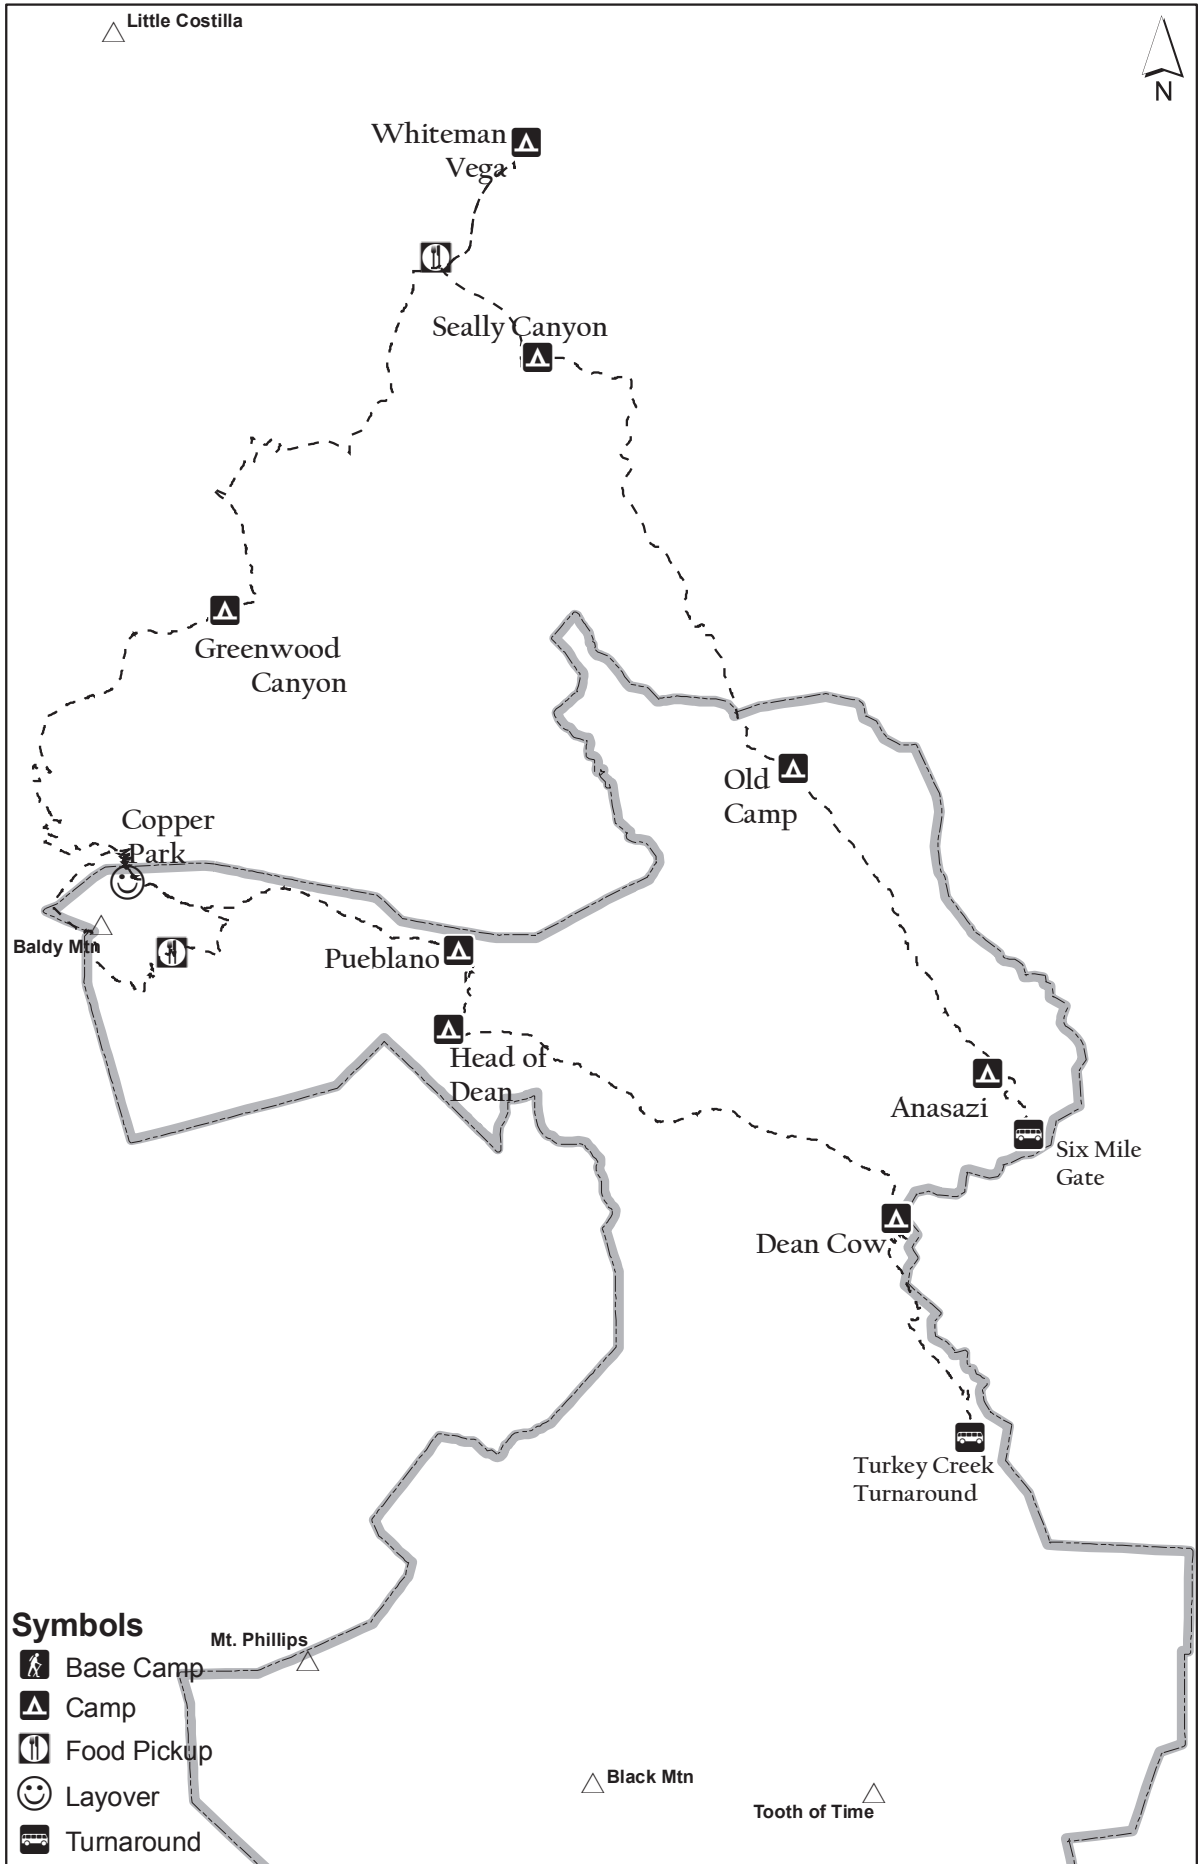 Little Costilla
N
Whiteman
Vega
Seally Canyon
Greenwood
Canyon
Old
Camp
Copper
Park
Baldy Mtn
Pueblano
Head of
Dean
Anasazi
Six Mile
Gate
Dean Cow
Turkey Creek
Turnaround
Symbols
Base Camp
Camp
Food Pickup
Layover
Turnaround
Mt. Phillips
Black Mtn
Tooth of Time